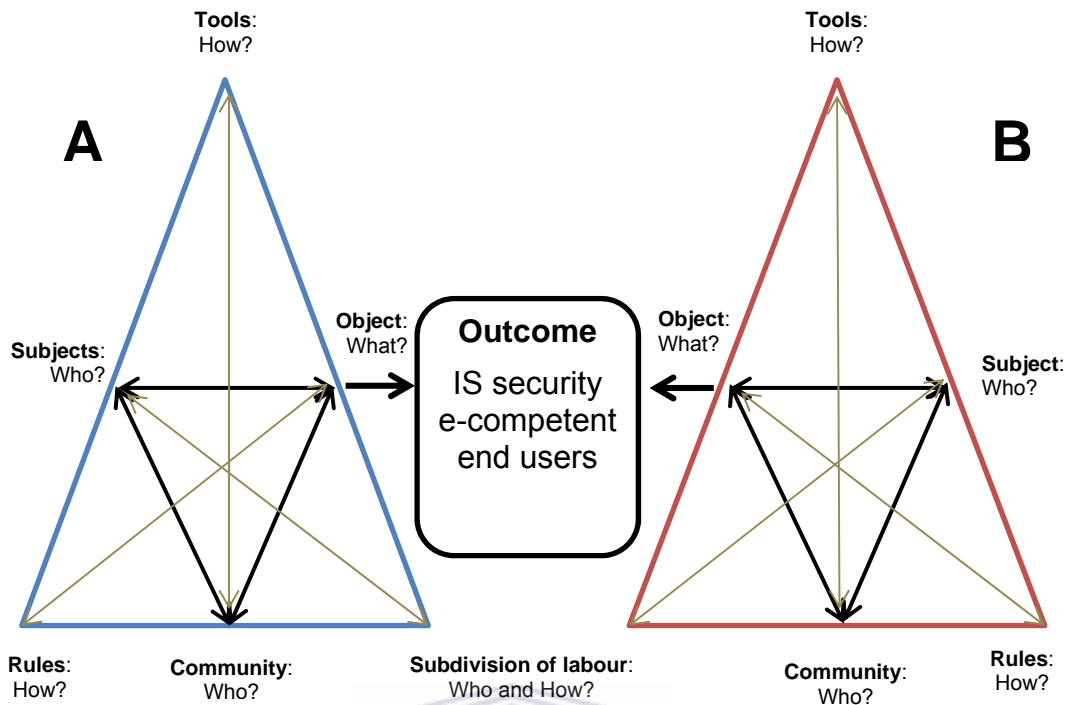 Tools:
How?
Tools:
How?
A
B
Object:
What?
Outcome
IS security
e-competent
end users
Object:
What?
Subjects:
Who?
Subject:
Who?
Rules:
How?
Community:
Who?
Subdivision of labour:
Who and How?
Community:
Who?
Rules:
How?